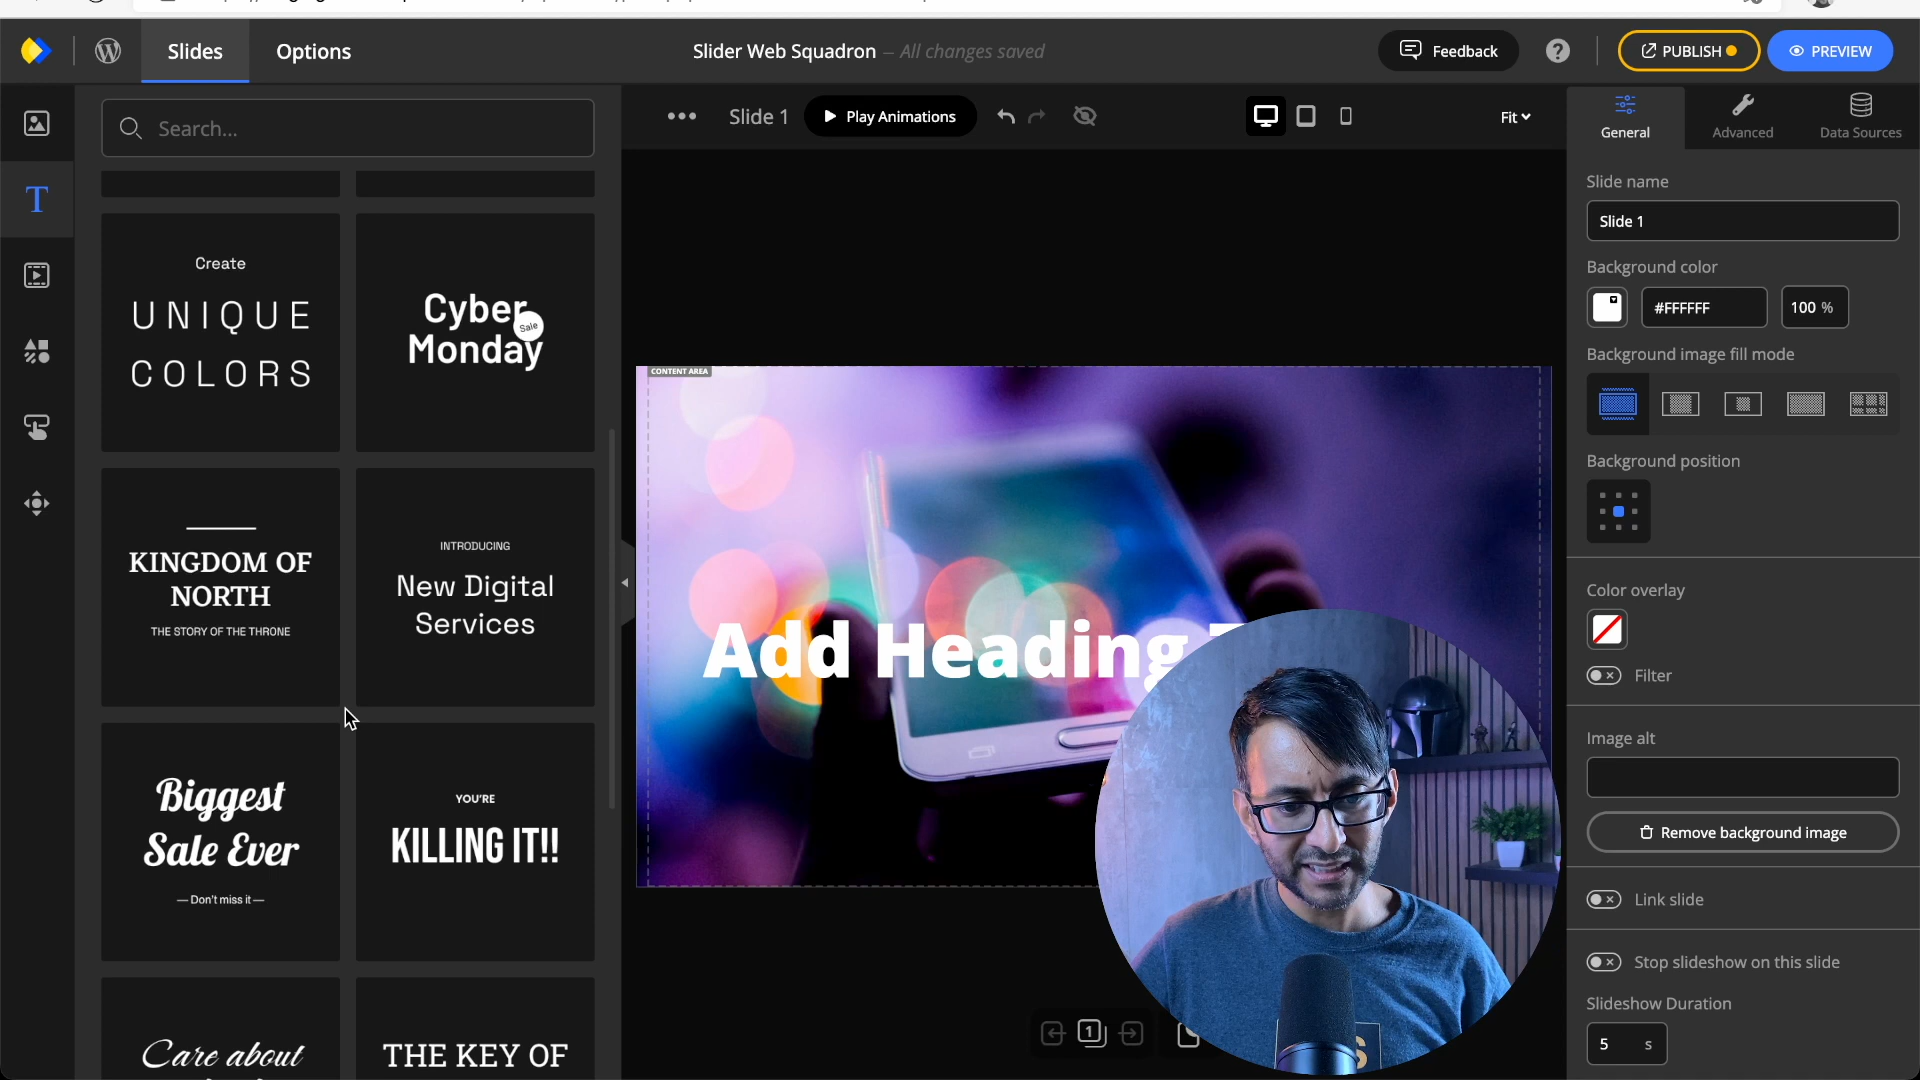 Slides
Options
Slider Web Squadron – All changes saved
Feedback
?
PUBLISH
PREVIEW
Search...
Slide 1
Play Animations
Fit
General
Advanced
Data Sources
T
Create
UNIQUE
COLORS
Cyber
Monday
Sale
KINGDOM OF
NORTH
THE STORY OF THE THRONE
INTRODUCING
New Digital
Services
Biggest
Sale Ever
— Don't miss it —
YOU'RE
KILLING IT!!
Care about
THE KEY OF
CONTENT AREA
Add Heading
1
Slide name
Slide 1
Background color
#FFFFFF
100 %
Background image fill mode
Background position
Color overlay
Filter
Image alt
Remove background image
Link slide
Stop slideshow on this slide
Slideshow Duration
5 s